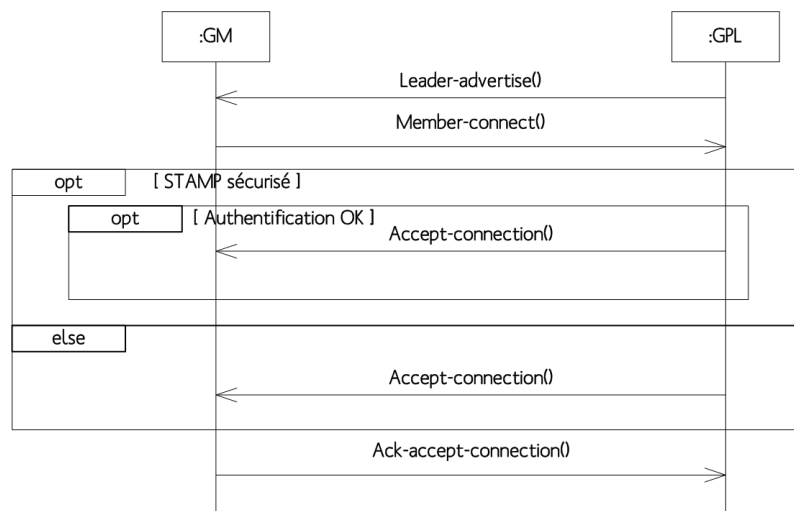 :GM
:GPL
Leader-advertise()
Member-connect()
opt [ STAMP sécurisé ]
opt [ Authentification OK ]
Accept-connection()
else
Accept-connection()
Ack-accept-connection()